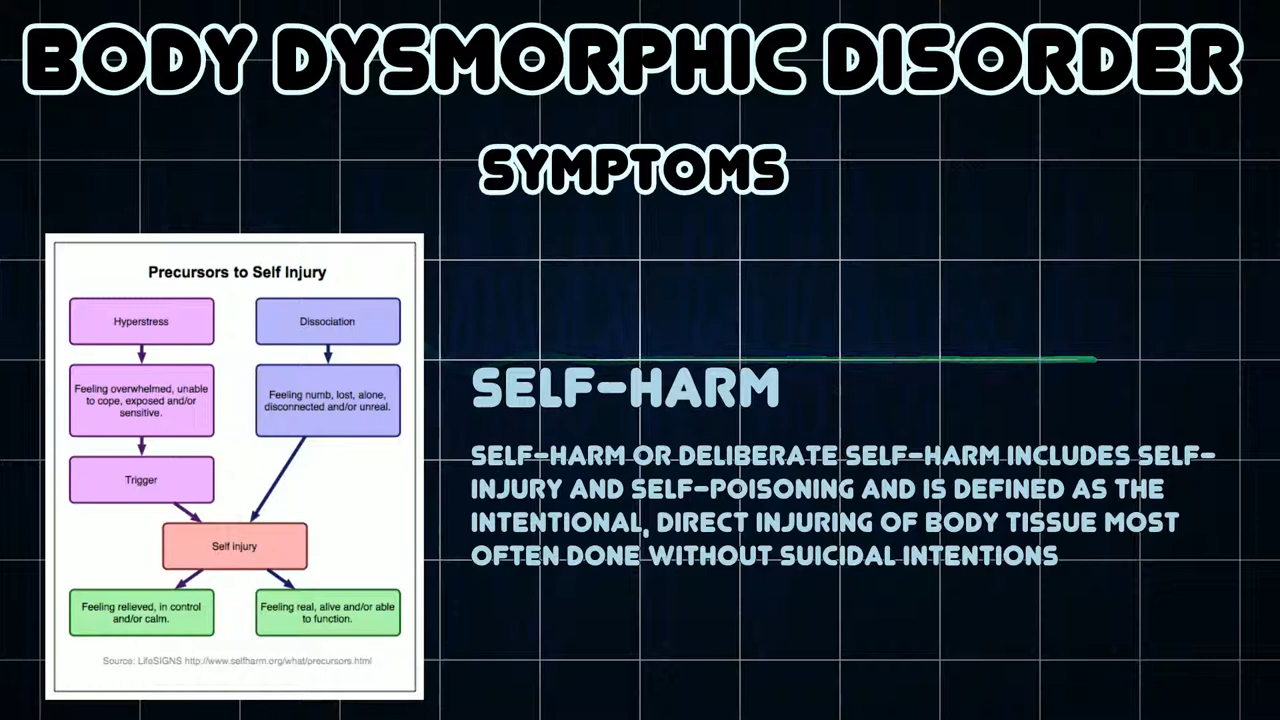 BODY DYSMORPHIC DISORDER
SYMPTOMS
Precursors to Self Injury
Hyperstress
Dissociation
Feeling overwhelmed, unable
to cope, exposed and/or
sensitive.
Feeling numb, lost, alone,
disconnected and/or unreal.
Trigger
Self injury
Feeling relieved, in control
and/or calm.
Feeling real, alive and/or able
to function.
Source: LifeSIGNS http://www.selfharm.org/what/precursors.html
SELF-HARM
SELF-HARM OR DELIBERATE SELF-HARM INCLUDES SELF-
INJURY AND SELF-POISONING AND IS DEFINED AS THE
INTENTIONAL, DIRECT INJURING OF BODY TISSUE MOST
OFTEN DONE WITHOUT SUICIDAL INTENTIONS